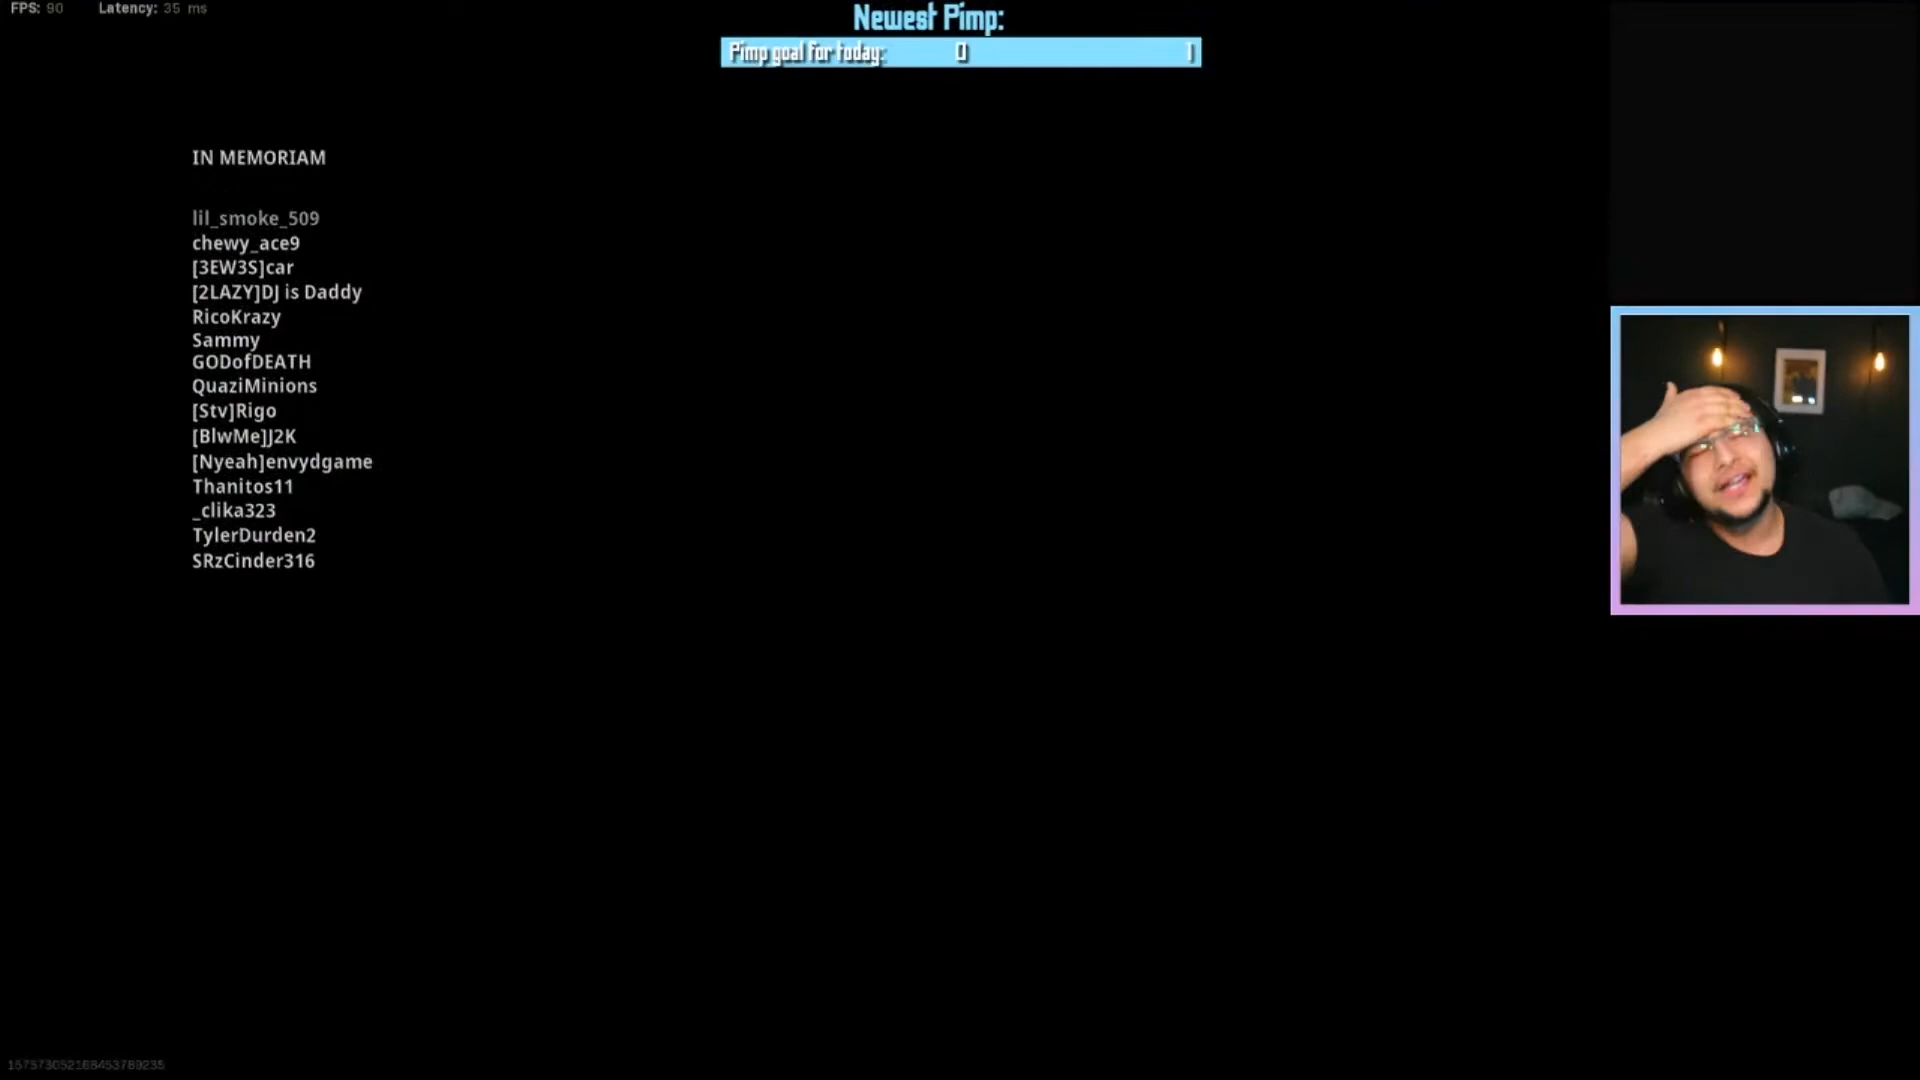 FPS: 90 Latency: 35 ms
Newest Pimp:
Pimp goal for today: 0 1
IN MEMORIAM
lil_smoke_509
chewy_ace9
[3EW3S]car
[2LAZY]DJ is Daddy
RicoKrazy
Sammy
GODofDEATH
QuaziMinions
[Stv]Rigo
[BlwMe]J2K
[Nyeah]envydgame
Thanitos11
_clika323
TylerDurden2
SRzCinder316